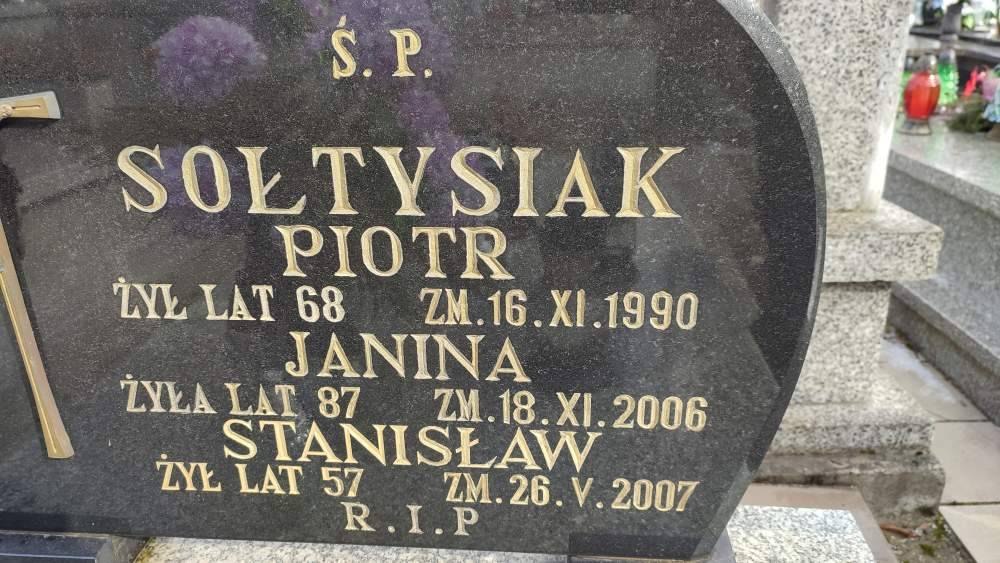 Ś. P.
SOŁTYSIAK
PIOTR
ŻYŁ LAT 68 ZM. 16. XI. 1990
JANINA
ŻYŁA LAT 87 ZM. 18. XI. 2006
STANISŁAW
ŻYŁ LAT 57 ZM. 26. V. 2007
R. I. P